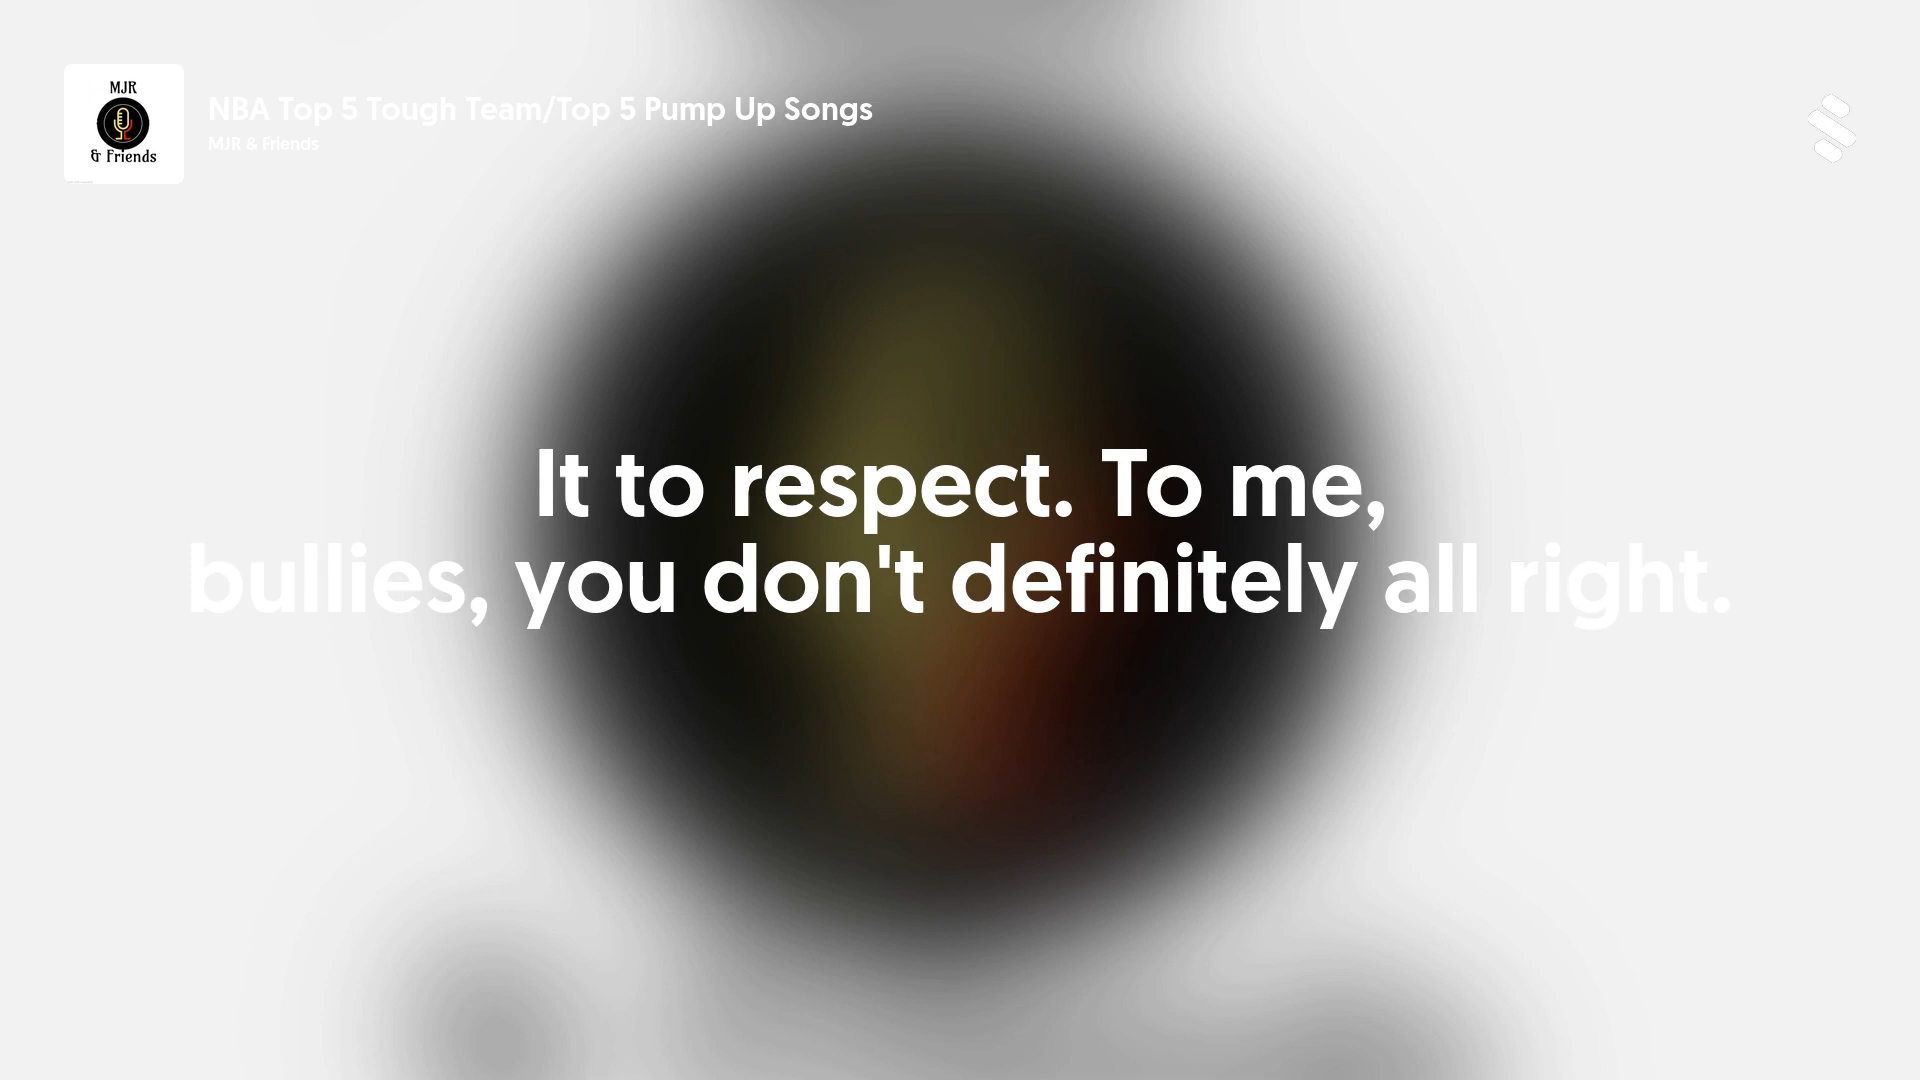 MJR
& Friends
NBA Top 5 Tough Team/Top 5 Pump Up Songs
MJR & Friends
It to respect. To me,
bullies, you don't definitely all right.